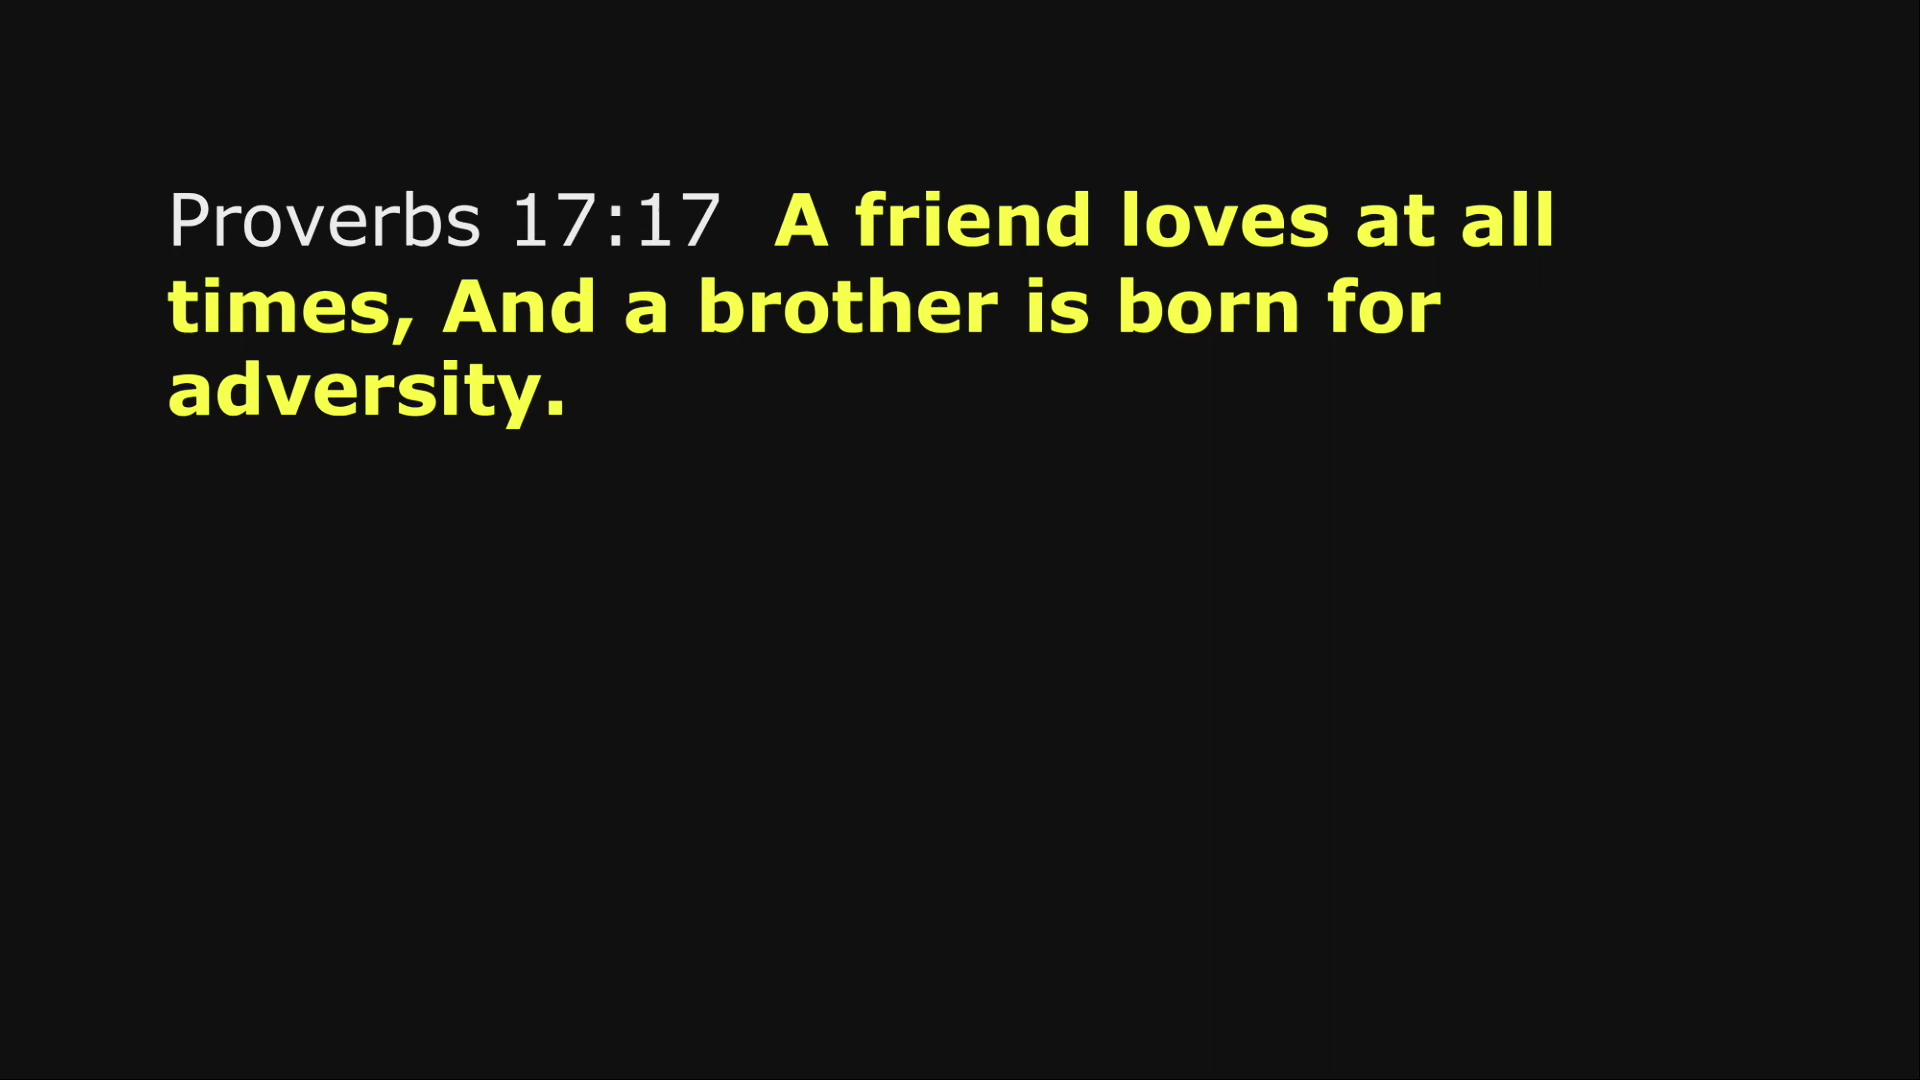 Proverbs 17:17  A friend loves at all
times, And a brother is born for
adversity.